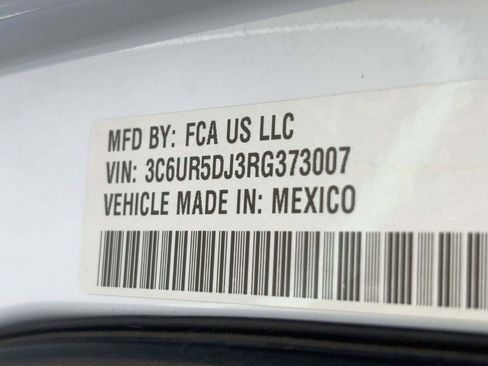 MFD BY: FCA US LLC
VIN: 3C6UR5DJ3RG373007
VEHICLE MADE IN: MEXICO